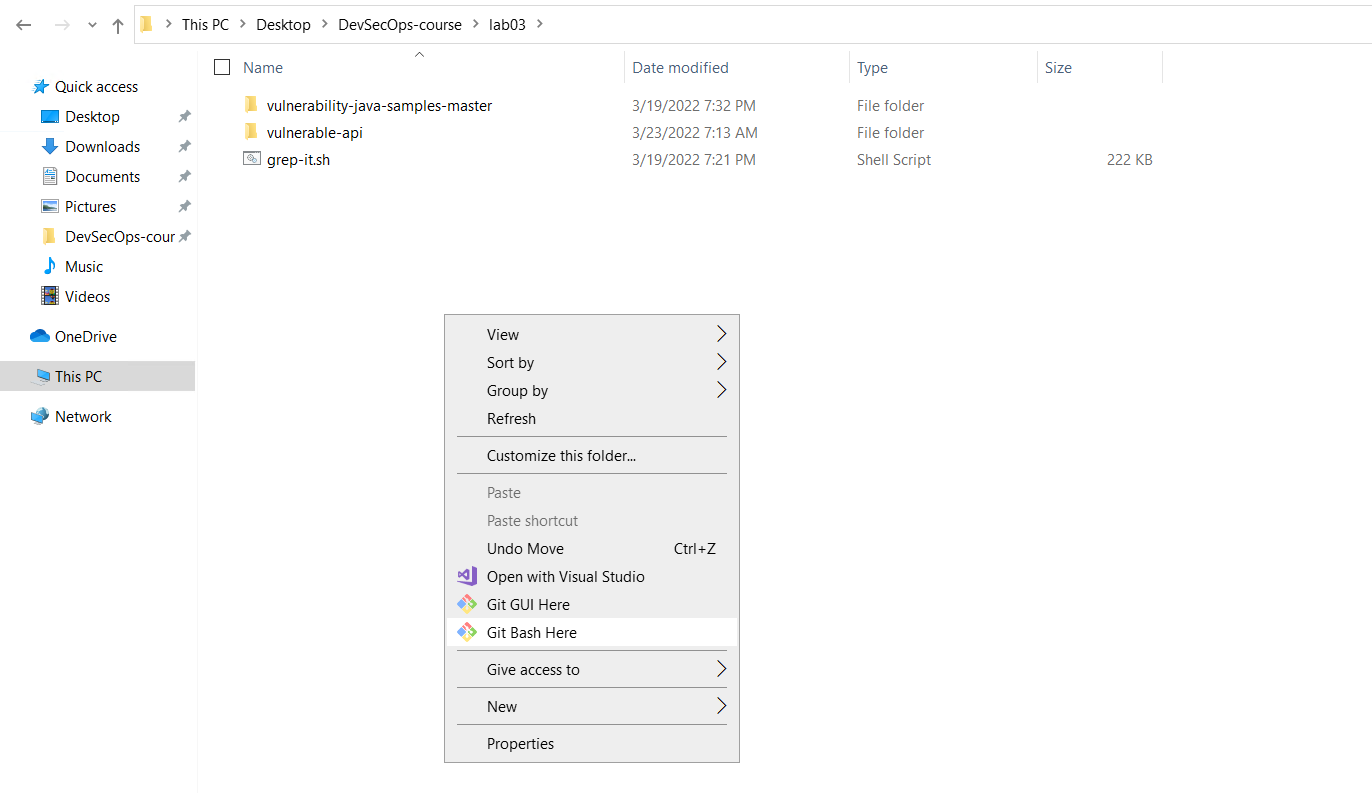 This PC > Desktop > DevSecOps-course > lab03 >
Name Date modified Type Size
Quick access
Desktop
Downloads
Documents
Pictures
DevSecOps-cour
Music
Videos
OneDrive
This PC
Network
vulnerability-java-samples-master 3/19/2022 7:32 PM File folder
vulnerable-api 3/23/2022 7:13 AM File folder
grep-it.sh 3/19/2022 7:21 PM Shell Script 222 KB
View
Sort by
Group by
Refresh
Customize this folder...
Paste
Paste shortcut
Undo Move Ctrl+Z
Open with Visual Studio
Git GUI Here
Git Bash Here
Give access to
New
Properties